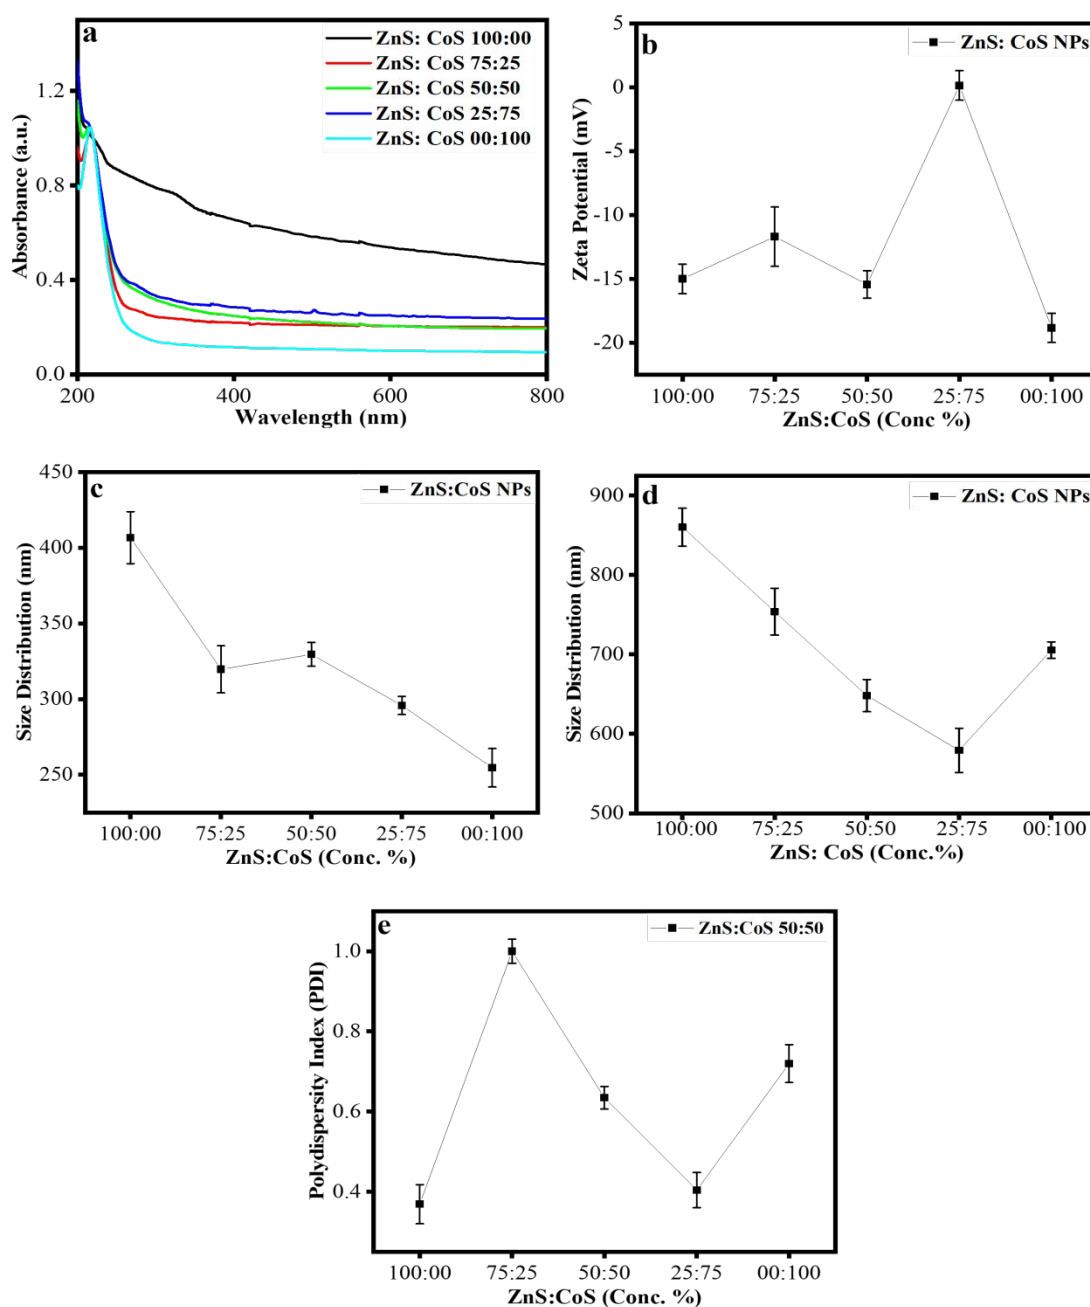 a
ZnS: CoS 100:00
ZnS: CoS 75:25
ZnS: CoS 50:50
ZnS: CoS 25:75
ZnS: CoS 00:100
Absorbance (a.u.)
1.2
0.8
0.4
0.0
200
400
600
800
Wavelength (nm)
b
ZnS: CoS NPs
Zeta Potential (mV)
5
0
-5
-10
-15
-20
100:00
75:25
50:50
25:75
00:100
ZnS:CoS (Conc %)
c
ZnS:CoS NPs
Size Distribution (nm)
450
400
350
300
250
100:00
75:25
50:50
25:75
00:100
ZnS:CoS (Conc. %)
d
ZnS: CoS NPs
Size Distribution (nm)
900
800
700
600
500
100:00
75:25
50:50
25:75
00:100
ZnS: CoS (Conc.%)
e
ZnS:CoS 50:50
Polydispersity Index (PDI)
1.0
0.8
0.6
0.4
100:00
75:25
50:50
25:75
00:100
ZnS:CoS (Conc. %)